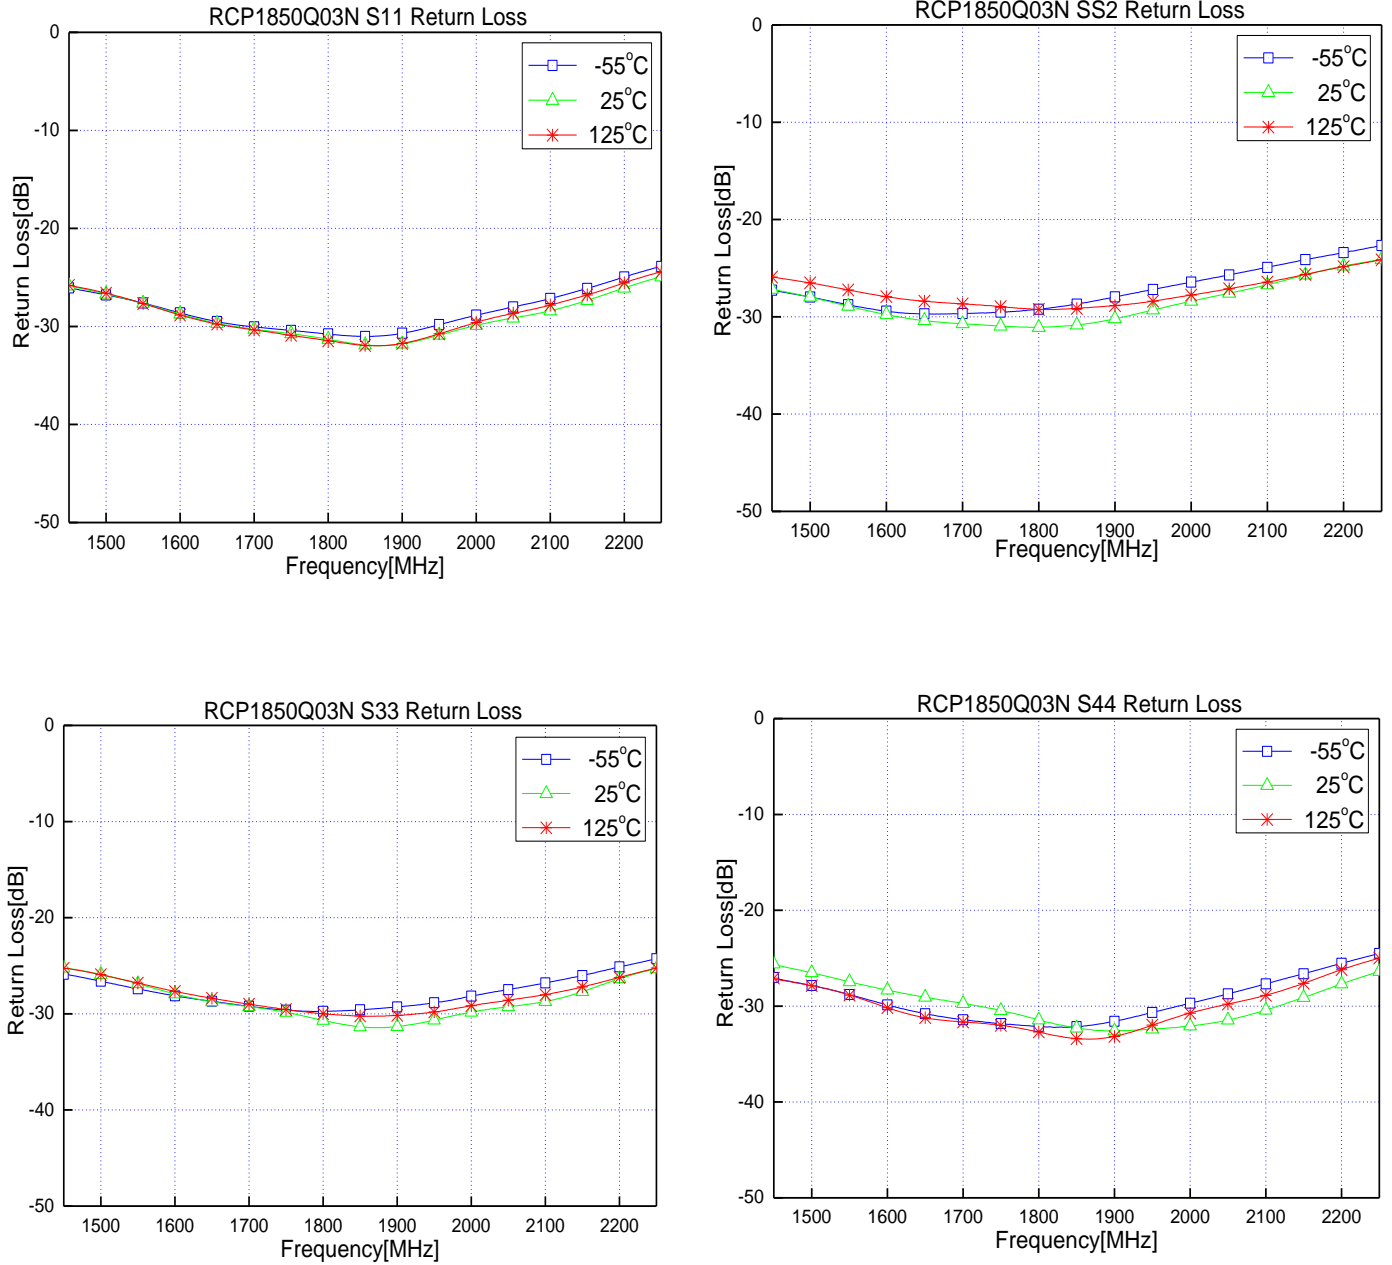 RCP1850Q03N S11 Return Loss
0
-10
-20
-30
-40
-50
Return Loss[dB]
-55°C
25°C
125°C
1500 1600 1700 1800 1900 2000 2100 2200
Frequency[MHz]
RCP1850Q03N SS2 Return Loss
0
-10
-20
-30
-40
-50
Return Loss[dB]
-55°C
25°C
125°C
1500 1600 1700 1800 1900 2000 2100 2200
Frequency[MHz]
RCP1850Q03N S33 Return Loss
0
-10
-20
-30
-40
-50
Return Loss[dB]
-55°C
25°C
125°C
1500 1600 1700 1800 1900 2000 2100 2200
Frequency[MHz]
RCP1850Q03N S44 Return Loss
0
-10
-20
-30
-40
-50
Return Loss[dB]
-55°C
25°C
125°C
1500 1600 1700 1800 1900 2000 2100 2200
Frequency[MHz]